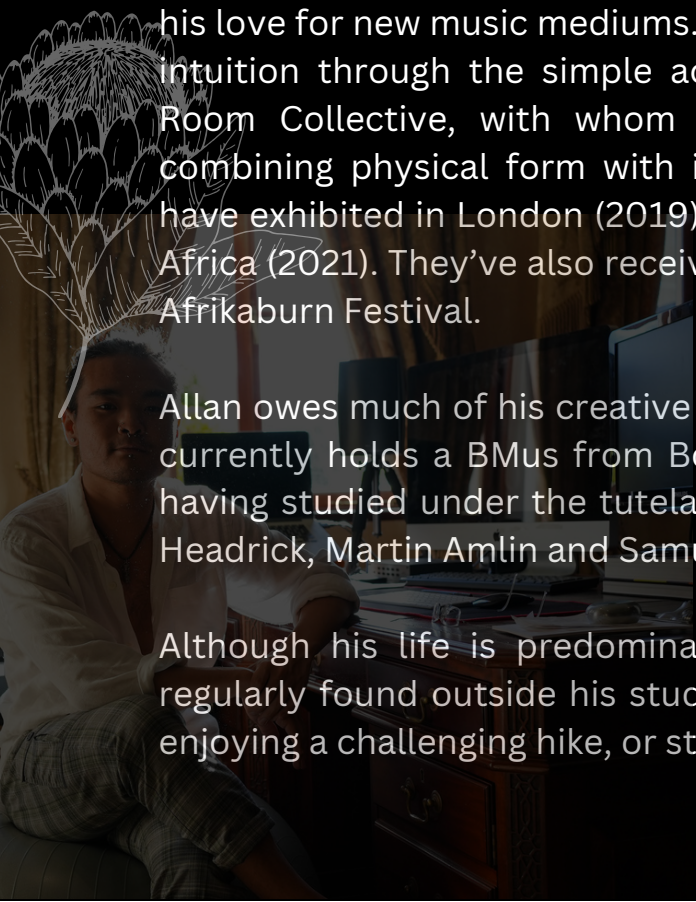 his love for new music mediums.
intuition through the simple ac
Room Collective, with whom
combining physical form with i
have exhibited in London (2019)
Africa (2021). They’ve also receiv
Afrikaburn Festival.
Allan owes much of his creative
currently holds a BMus from Bo
having studied under the tutela
Headrick, Martin Amlin and Samu
Although his life is predomina
regularly found outside his stud
enjoying a challenging hike, or st